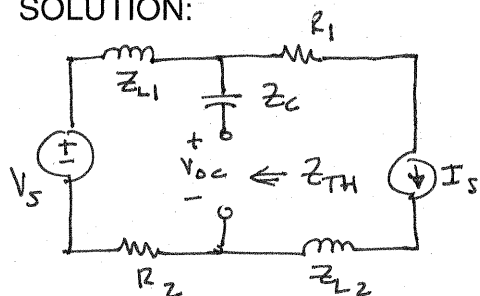 SOLUTION:
R1
ZL1
ZC
+
-
VS
+
VOC
-
← ZTH
IS
R2
ZL2